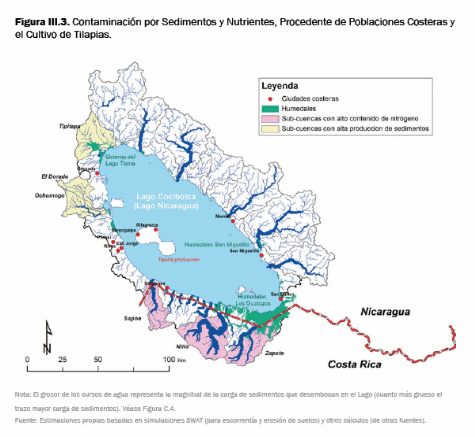 Figura III.3. Contaminación por Sedimentos y Nutrientes, Procedente de Poblaciones Costeras y
el Cultivo de Tilapias.
Leyenda
Ciudades costeras
Humedales
Sub-cuencas con alto contenido de nitrógeno
Sub-cuencas con alto produccion de sedimentos
Tipitapa
Sistema del
Lago Tisma
Granada
El Dorado
Ochomogo
Lago Cocibolca
(Lago Nicaragua)
Altagracia
Moyogalpa
San Jorge
Rivas
Humedales San Miguelito
San Miguelito
Tilapia production
Humedales
Los Guatuzos
San Carlos
Sapoa
Niño
Zapote
Nicaragua
Costa Rica
N
0 25 50 100
Km
Nota: El grosor de los cursos de agua representa la magnitud de la carga de sedimentos que desembocan en el Lago (cuanto más grueso el
trazo mayor carga de sedimentos). Véase Figura C.4.
Fuente: Estimaciones propias basadas en simulaciones SWAT (para escorrentía y erosión de suelos) y otros cálculos (de otras fuentes).